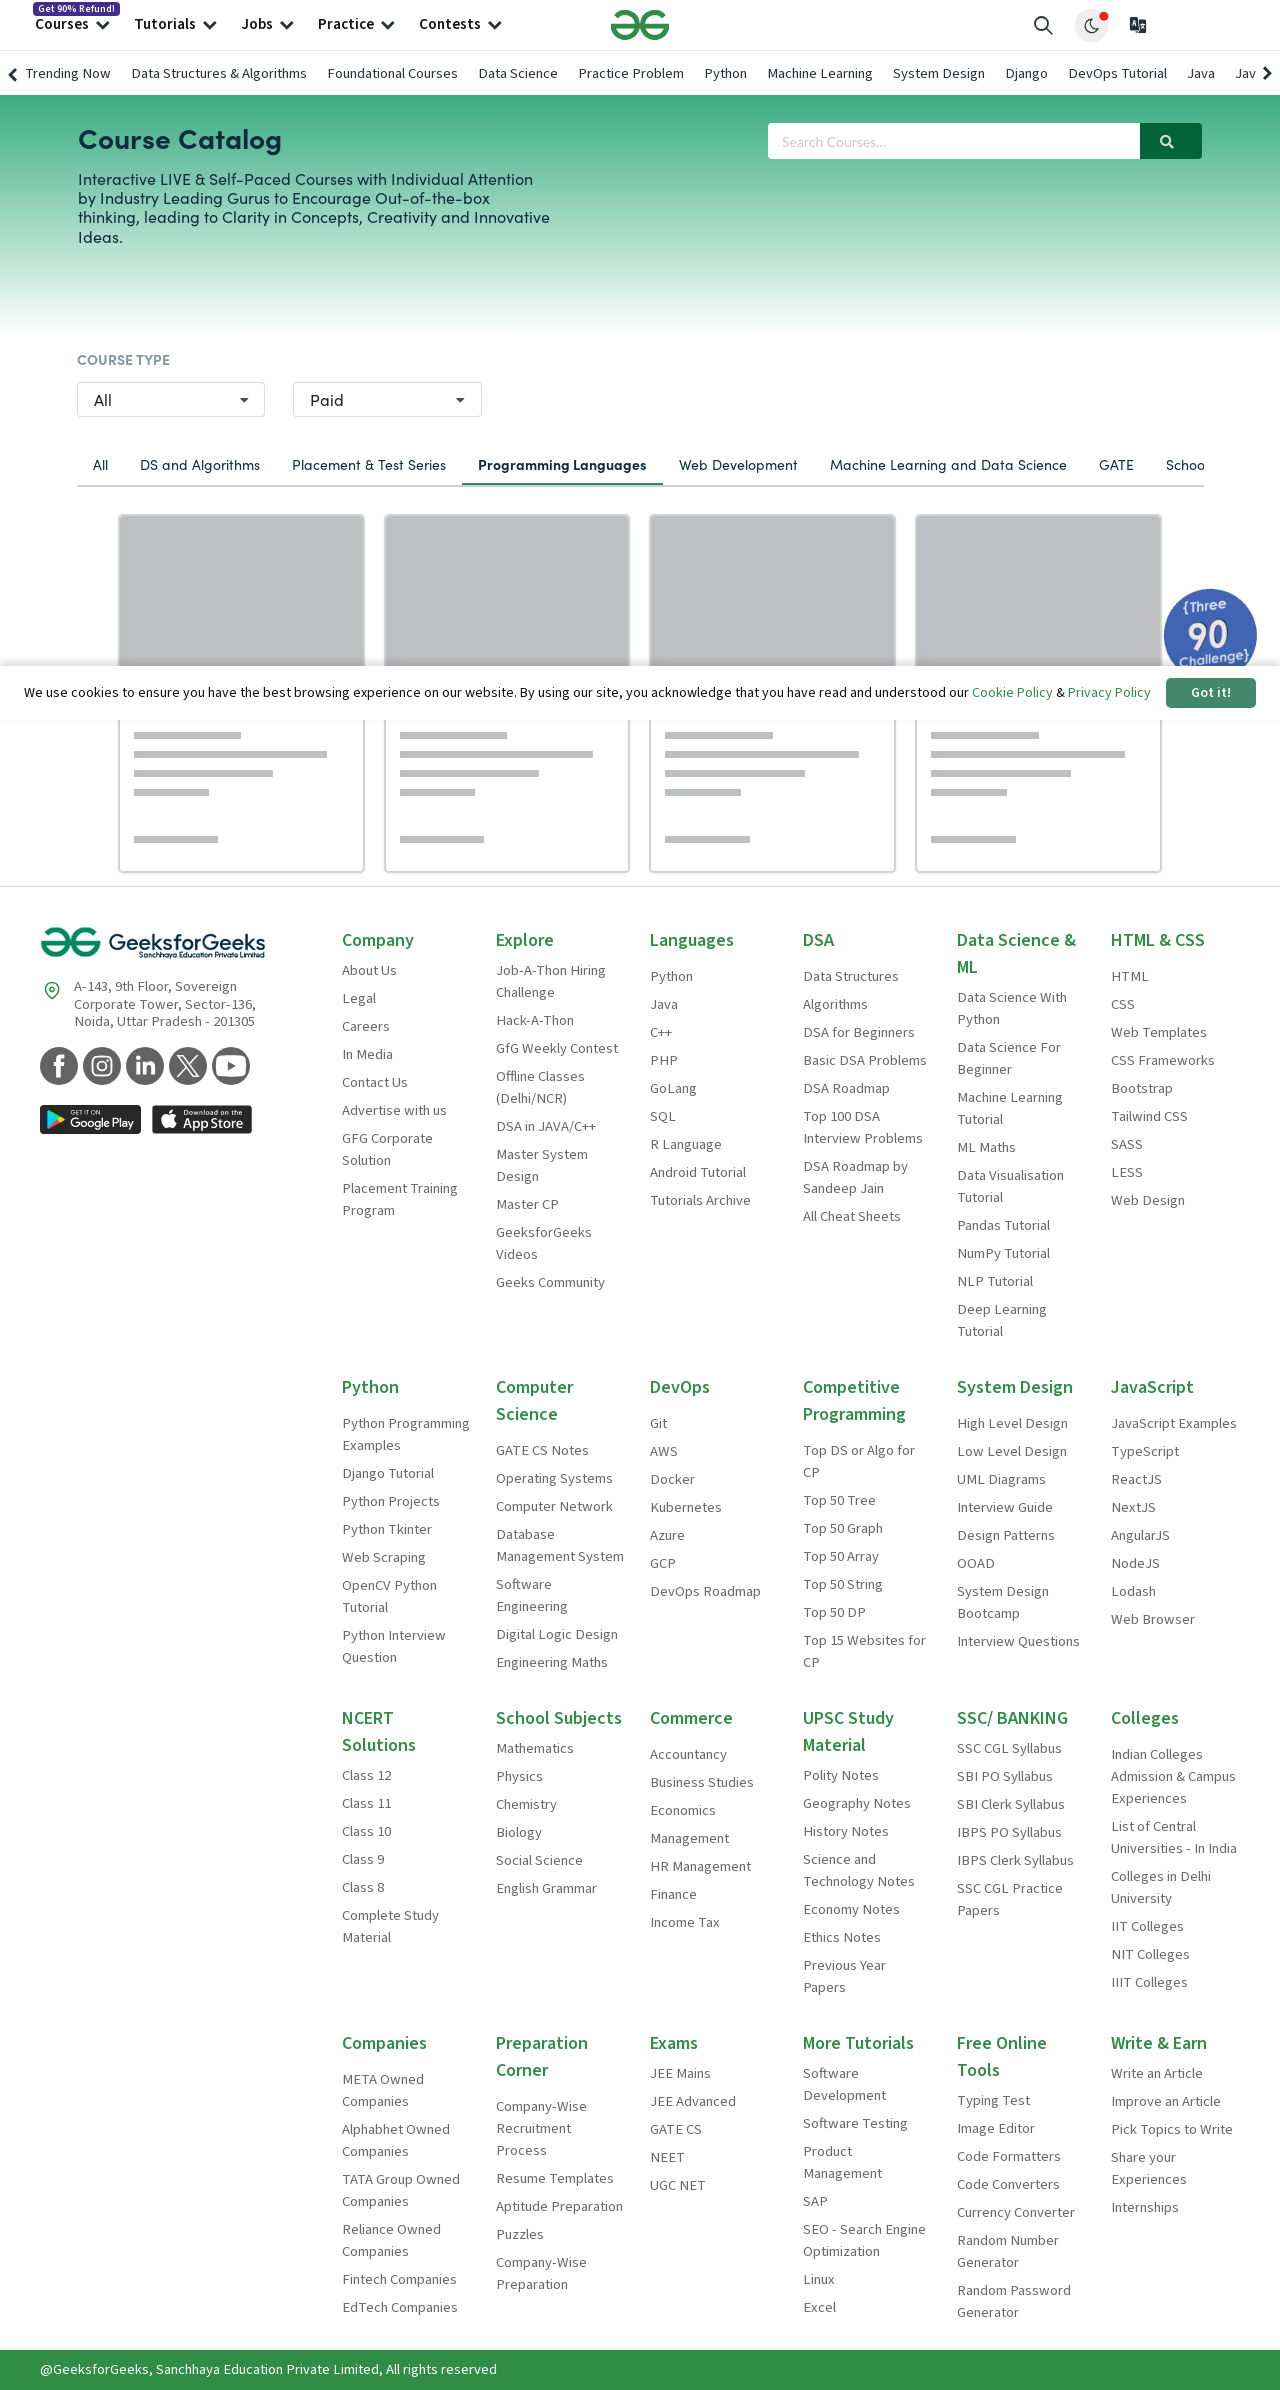 Get 90% Refund!
Courses
Tutorials
Jobs
Practice
Contests
Trending Now
Data Structures & Algorithms
Foundational Courses
Data Science
Practice Problem
Python
Machine Learning
System Design
Django
DevOps Tutorial
Java
Jav
Course Catalog
Search Courses...
Interactive LIVE & Self-Paced Courses with Individual Attention
by Industry Leading Gurus to Encourage Out-of-the-box
thinking, leading to Clarity in Concepts, Creativity and Innovative
Ideas.
COURSE TYPE
All
Paid
All
DS and Algorithms
Placement & Test Series
Programming Languages
Web Development
Machine Learning and Data Science
GATE
Schoo
{Three
90
Challenge}
We use cookies to ensure you have the best browsing experience on our website. By using our site, you acknowledge that you have read and understood our Cookie Policy & Privacy Policy
Got it!
GeeksforGeeks
Sanchhaya Education Private Limited
A-143, 9th Floor, Sovereign
Corporate Tower, Sector-136,
Noida, Uttar Pradesh - 201305
GET IT ON
Google Play
Download on the
App Store
Company
About Us
Legal
Careers
In Media
Contact Us
Advertise with us
GFG Corporate
Solution
Placement Training
Program
Explore
Job-A-Thon Hiring
Challenge
Hack-A-Thon
GfG Weekly Contest
Offline Classes
(Delhi/NCR)
DSA in JAVA/C++
Master System
Design
Master CP
GeeksforGeeks
Videos
Geeks Community
Languages
Python
Java
C++
PHP
GoLang
SQL
R Language
Android Tutorial
Tutorials Archive
DSA
Data Structures
Algorithms
DSA for Beginners
Basic DSA Problems
DSA Roadmap
Top 100 DSA
Interview Problems
DSA Roadmap by
Sandeep Jain
All Cheat Sheets
Data Science &
ML
Data Science With
Python
Data Science For
Beginner
Machine Learning
Tutorial
ML Maths
Data Visualisation
Tutorial
Pandas Tutorial
NumPy Tutorial
NLP Tutorial
Deep Learning
Tutorial
HTML & CSS
HTML
CSS
Web Templates
CSS Frameworks
Bootstrap
Tailwind CSS
SASS
LESS
Web Design
Python
Python Programming
Examples
Django Tutorial
Python Projects
Python Tkinter
Web Scraping
OpenCV Python
Tutorial
Python Interview
Question
Computer
Science
GATE CS Notes
Operating Systems
Computer Network
Database
Management System
Software
Engineering
Digital Logic Design
Engineering Maths
DevOps
Git
AWS
Docker
Kubernetes
Azure
GCP
DevOps Roadmap
Competitive
Programming
Top DS or Algo for
CP
Top 50 Tree
Top 50 Graph
Top 50 Array
Top 50 String
Top 50 DP
Top 15 Websites for
CP
System Design
High Level Design
Low Level Design
UML Diagrams
Interview Guide
Design Patterns
OOAD
System Design
Bootcamp
Interview Questions
JavaScript
JavaScript Examples
TypeScript
ReactJS
NextJS
AngularJS
NodeJS
Lodash
Web Browser
NCERT
Solutions
Class 12
Class 11
Class 10
Class 9
Class 8
Complete Study
Material
School Subjects
Mathematics
Physics
Chemistry
Biology
Social Science
English Grammar
Commerce
Accountancy
Business Studies
Economics
Management
HR Management
Finance
Income Tax
UPSC Study
Material
Polity Notes
Geography Notes
History Notes
Science and
Technology Notes
Economy Notes
Ethics Notes
Previous Year
Papers
SSC/ BANKING
SSC CGL Syllabus
SBI PO Syllabus
SBI Clerk Syllabus
IBPS PO Syllabus
IBPS Clerk Syllabus
SSC CGL Practice
Papers
Colleges
Indian Colleges
Admission & Campus
Experiences
List of Central
Universities - In India
Colleges in Delhi
University
IIT Colleges
NIT Colleges
IIIT Colleges
Companies
META Owned
Companies
Alphabhet Owned
Companies
TATA Group Owned
Companies
Reliance Owned
Companies
Fintech Companies
EdTech Companies
Preparation
Corner
Company-Wise
Recruitment
Process
Resume Templates
Aptitude Preparation
Puzzles
Company-Wise
Preparation
Exams
JEE Mains
JEE Advanced
GATE CS
NEET
UGC NET
More Tutorials
Software
Development
Software Testing
Product
Management
SAP
SEO - Search Engine
Optimization
Linux
Excel
Free Online
Tools
Typing Test
Image Editor
Code Formatters
Code Converters
Currency Converter
Random Number
Generator
Random Password
Generator
Write & Earn
Write an Article
Improve an Article
Pick Topics to Write
Share your
Experiences
Internships
@GeeksforGeeks, Sanchhaya Education Private Limited, All rights reserved